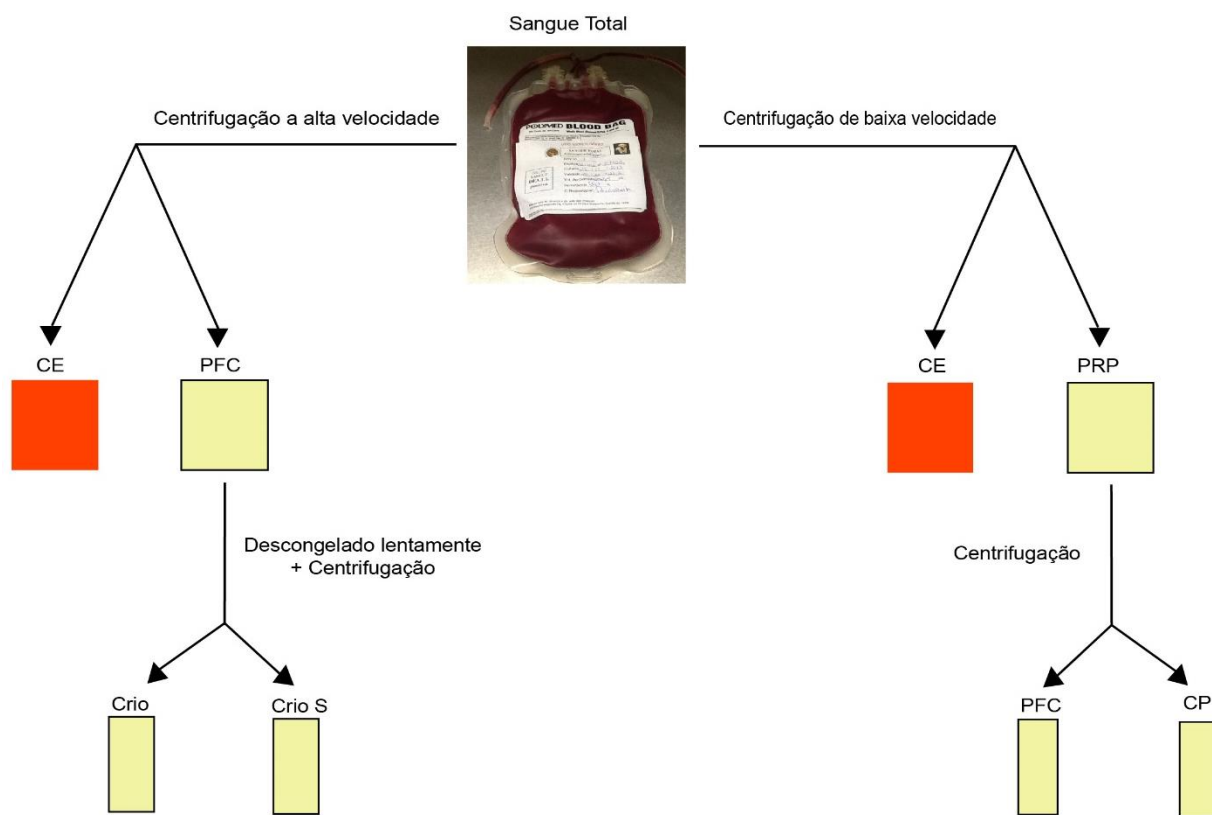 Sangue Total
Centrifugação a alta velocidade
Centrifugação de baixa velocidade
POLYMED BLOOD BAG
CE
PFC
CE
PRP
Descongelado lentamente
+ Centrifugação
Centrifugação
Crio
Crio S
PFC
CP